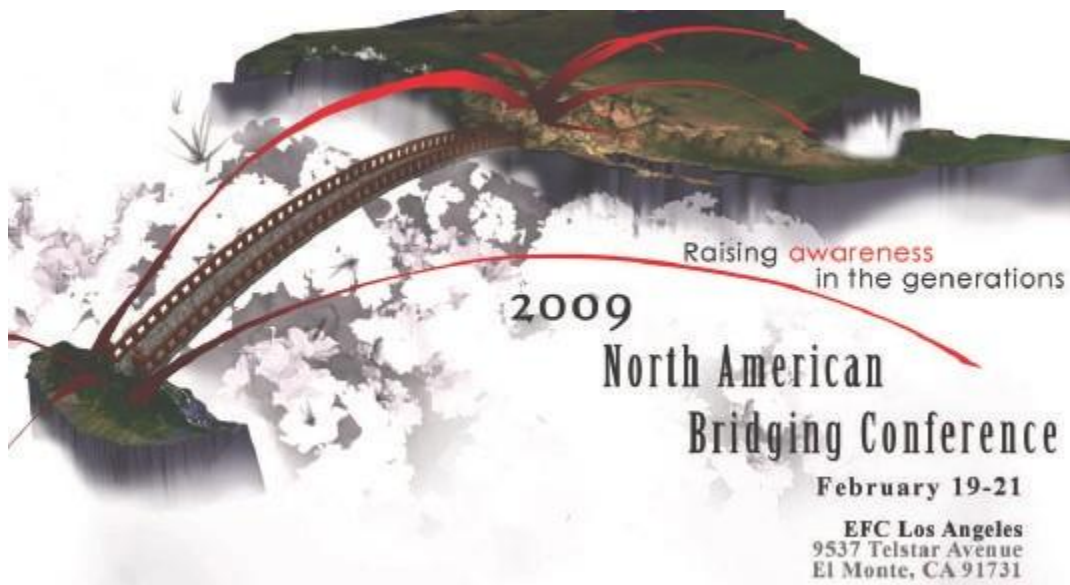 Raising awareness
in the generations
2009
North American
Bridging Conference
February 19-21
EFC Los Angeles
9537 Telstar Avenue
El Monte, CA 91731